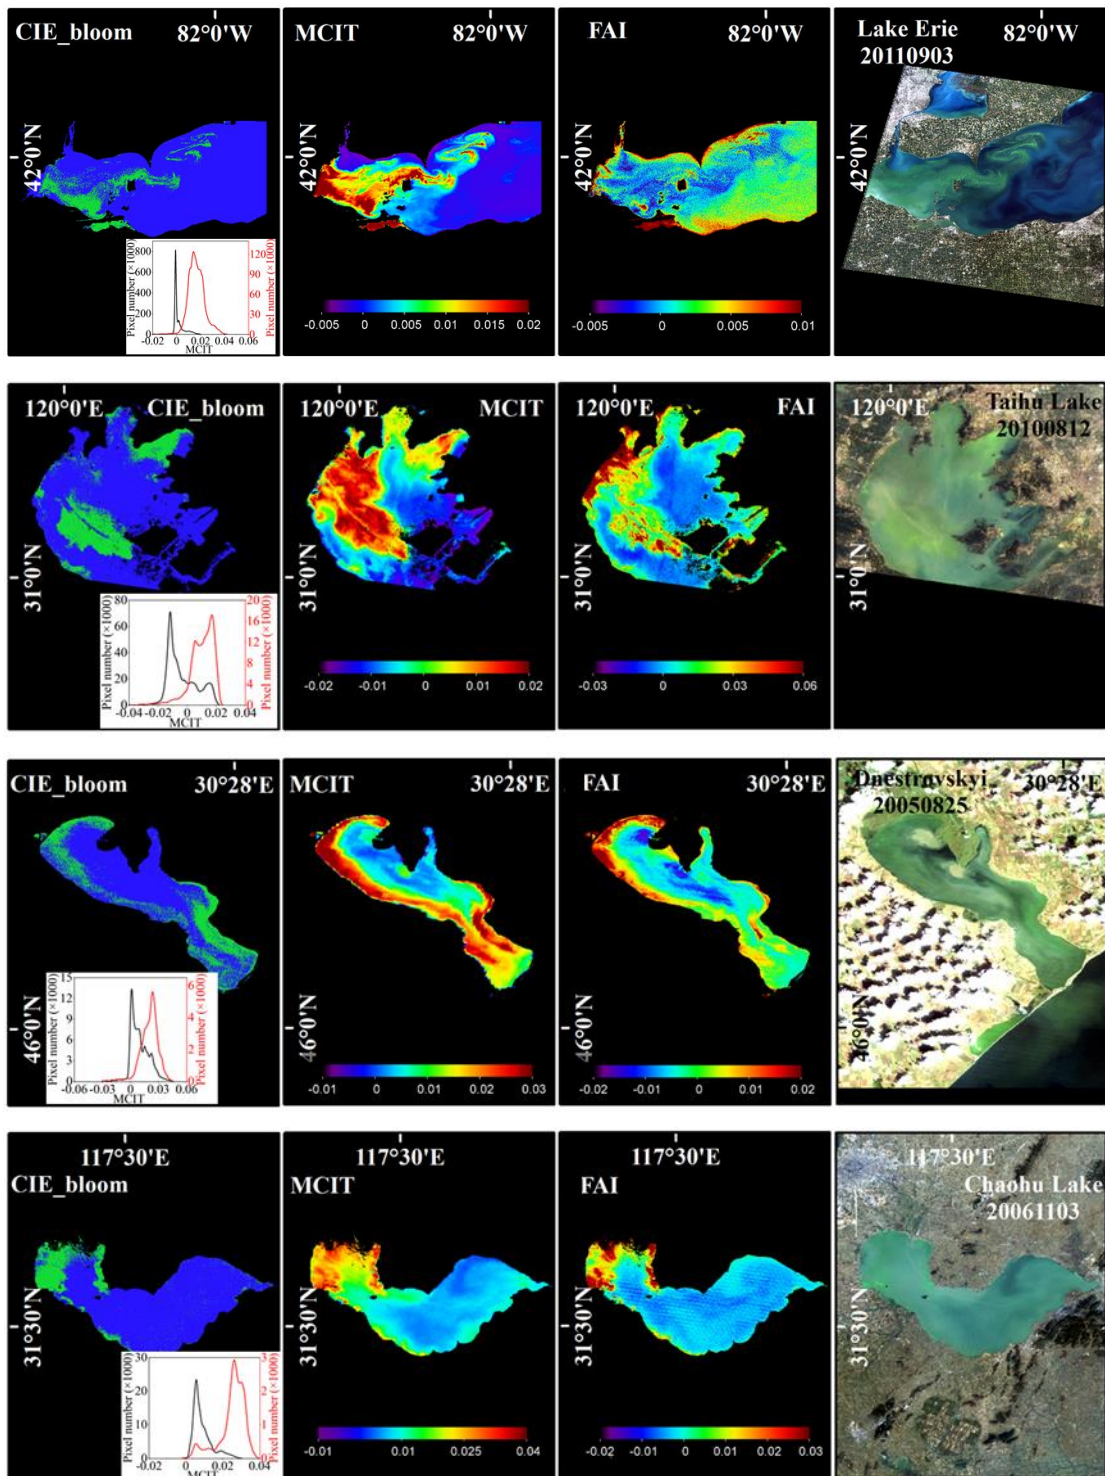 CIE_bloom 82°0'W
42°0'N
Pixel number (×1000)
800
600
400
200
0
120
90
60
30
0
Pixel number (×1000)
-0.02 0 0.02 0.04 0.06
MCIT
MCIT 82°0'W
-0.005 0 0.005 0.010 0.015 0.02
FAI 82°0'W
-0.005 0 0.005 0.01
Lake Erie 82°0'W
20110903
42°0'N
120°0'E CIE_bloom
31°0'N
Pixel number (×1000)
80
60
40
20
0
20
16
12
8
4
0
Pixel number (×1000)
-0.04 -0.02 0 0.02 0.04
MCIT
120°0'E MCIT
-0.02 -0.01 0 0.01 0.02
120°0'E FAI
-0.03 0 0.03 0.06
120°0'E Taihu Lake
20100812
31°0'N
CIE_bloom 30°28'E
46°0'N
Pixel number (×1000)
15
12
9
6
3
0
6
4
2
0
Pixel number (×1000)
-0.06 -0.03 0 0.03 0.06
MCIT
MCIT 30°28'E
46°0'N
-0.01 0 0.01 0.02 0.03
FAI 30°28'E
-0.02 -0.01 0 0.01 0.02
Dnestrovskyi 30°28'E
20050825
46°0'N
117°30'E
CIE_bloom
31°30'N
Pixel number (×1000)
30
20
10
0
3
2
1
0
Pixel number (×1000)
-0.02 0 0.02 0.04
MCIT
117°30'E
MCIT
31°30'N
-0.01 0.01 0.025 0.04
117°30'E
FAI
31°30'N
-0.02 -0.01 0 0.01 0.02 0.03
117°30'E
Chaohu Lake
20061103
31°30'N